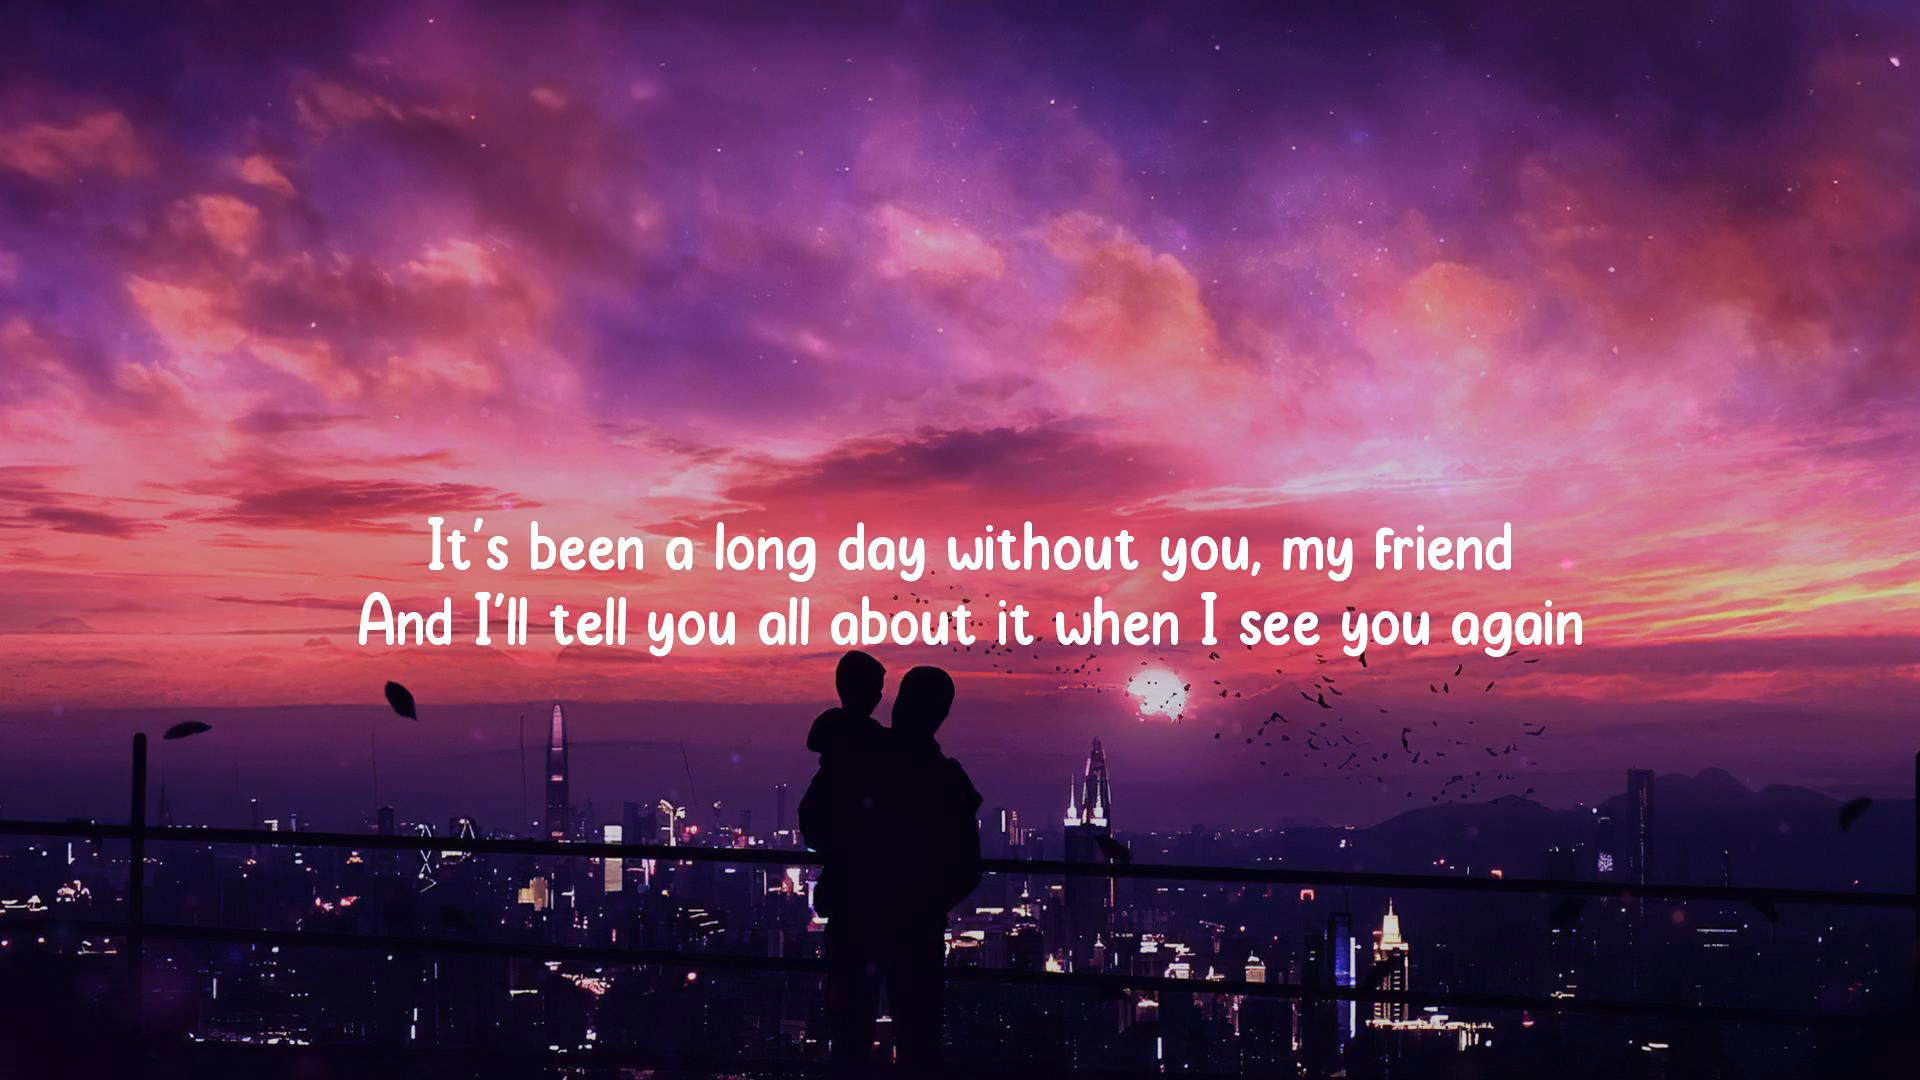 It's been a long day without you, my friend
And I'll tell you all about it when I see you again